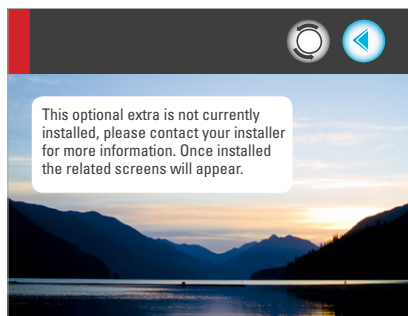 This optional extra is not currently
installed, please contact your installer
for more information. Once installed
the related screens will appear.